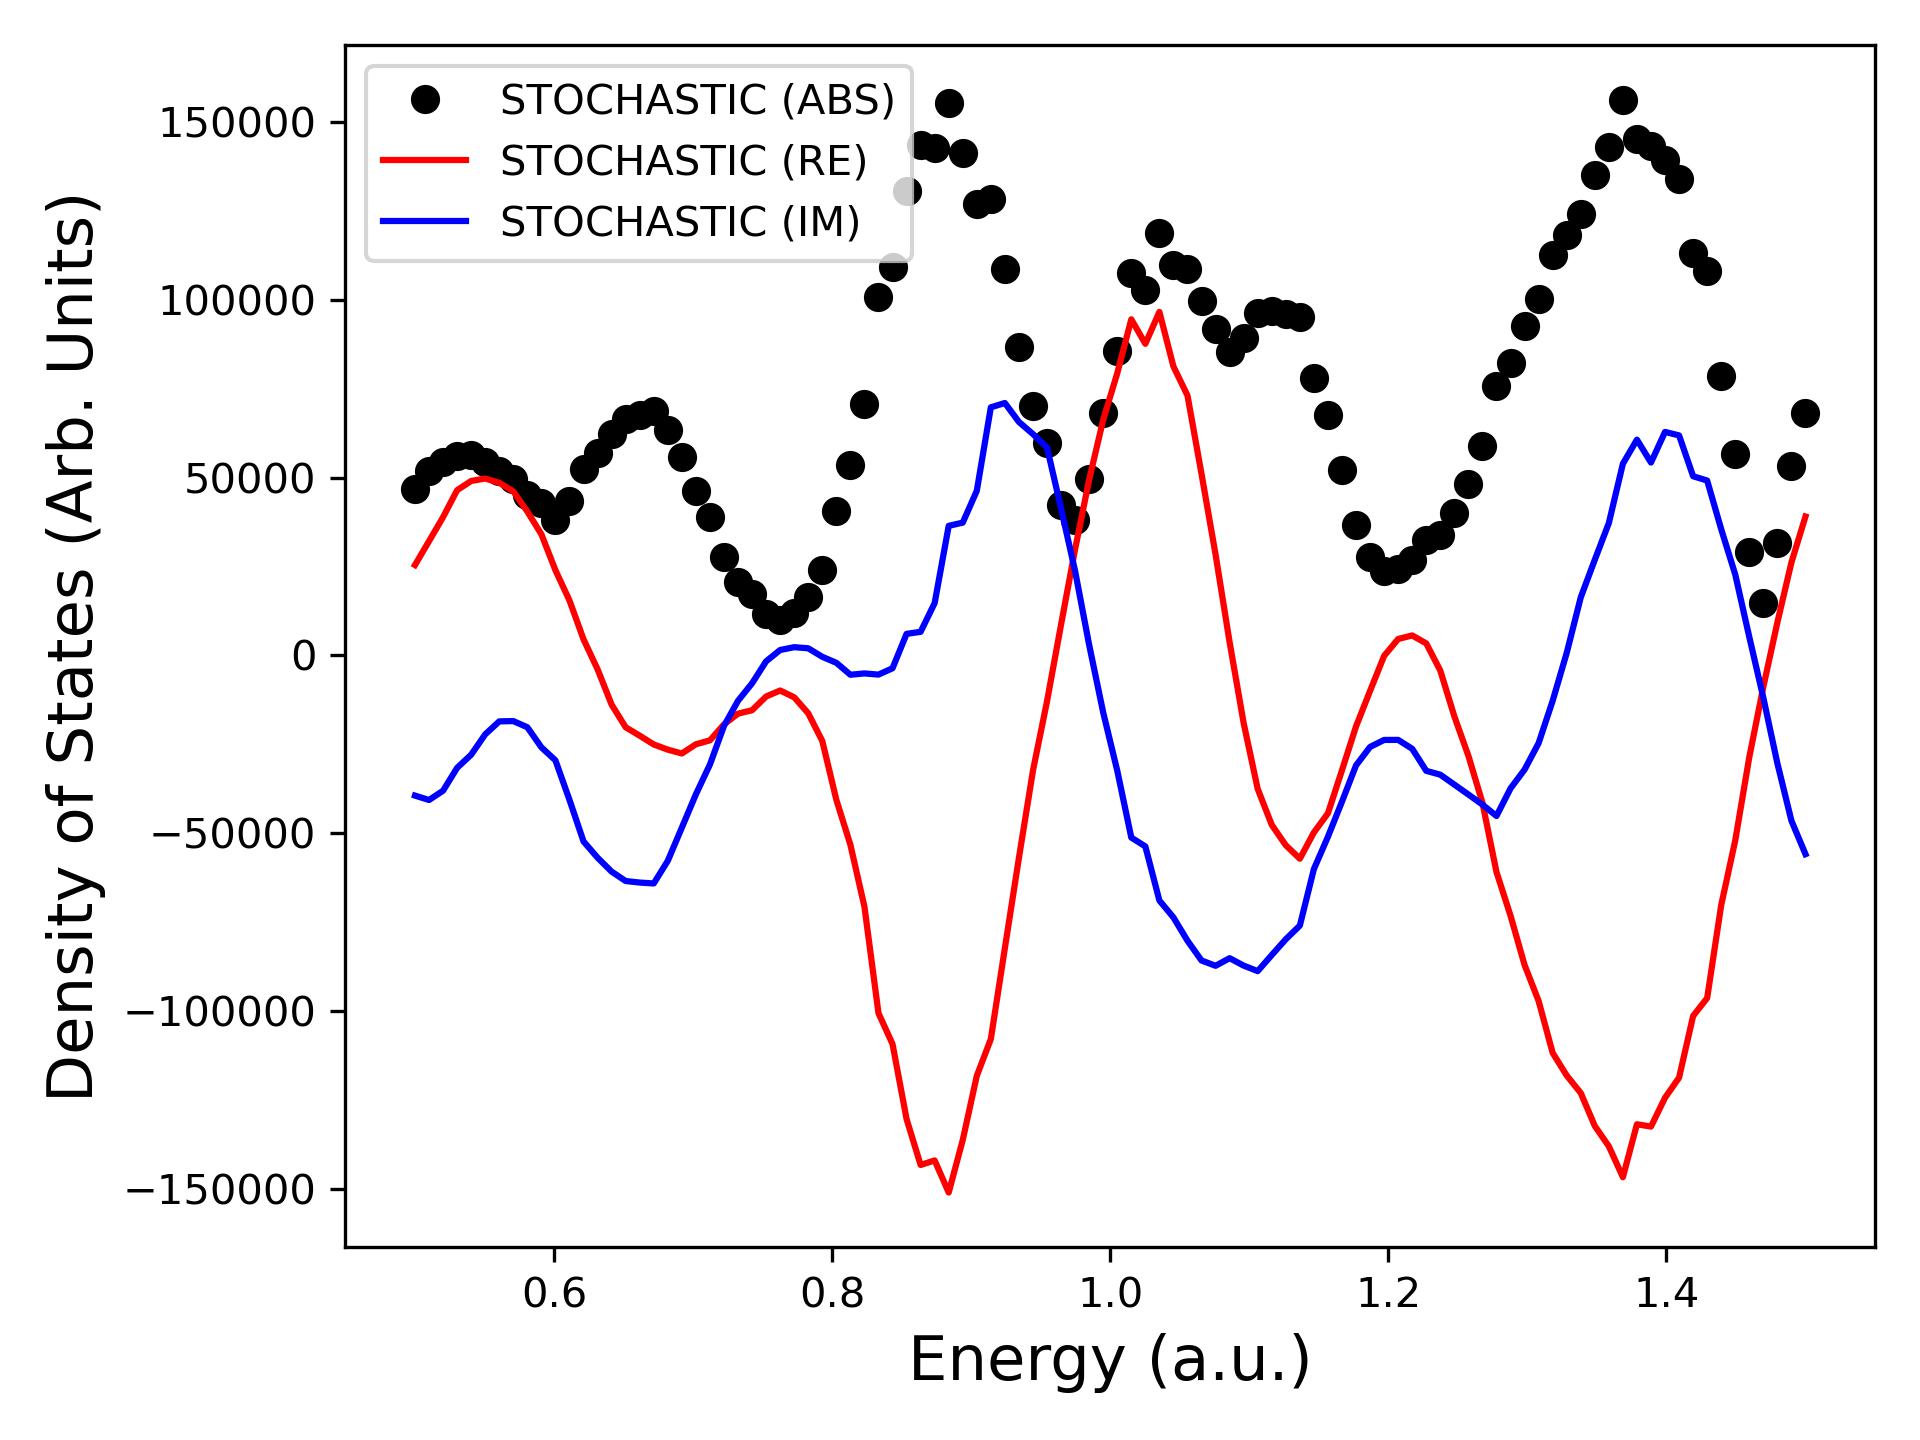 STOCHASTIC (ABS)
STOCHASTIC (RE)
STOCHASTIC (IM)
Density of States (Arb. Units)
150000
100000
50000
0
−50000
−100000
−150000
0.6
0.8
1.0
1.2
1.4
Energy (a.u.)